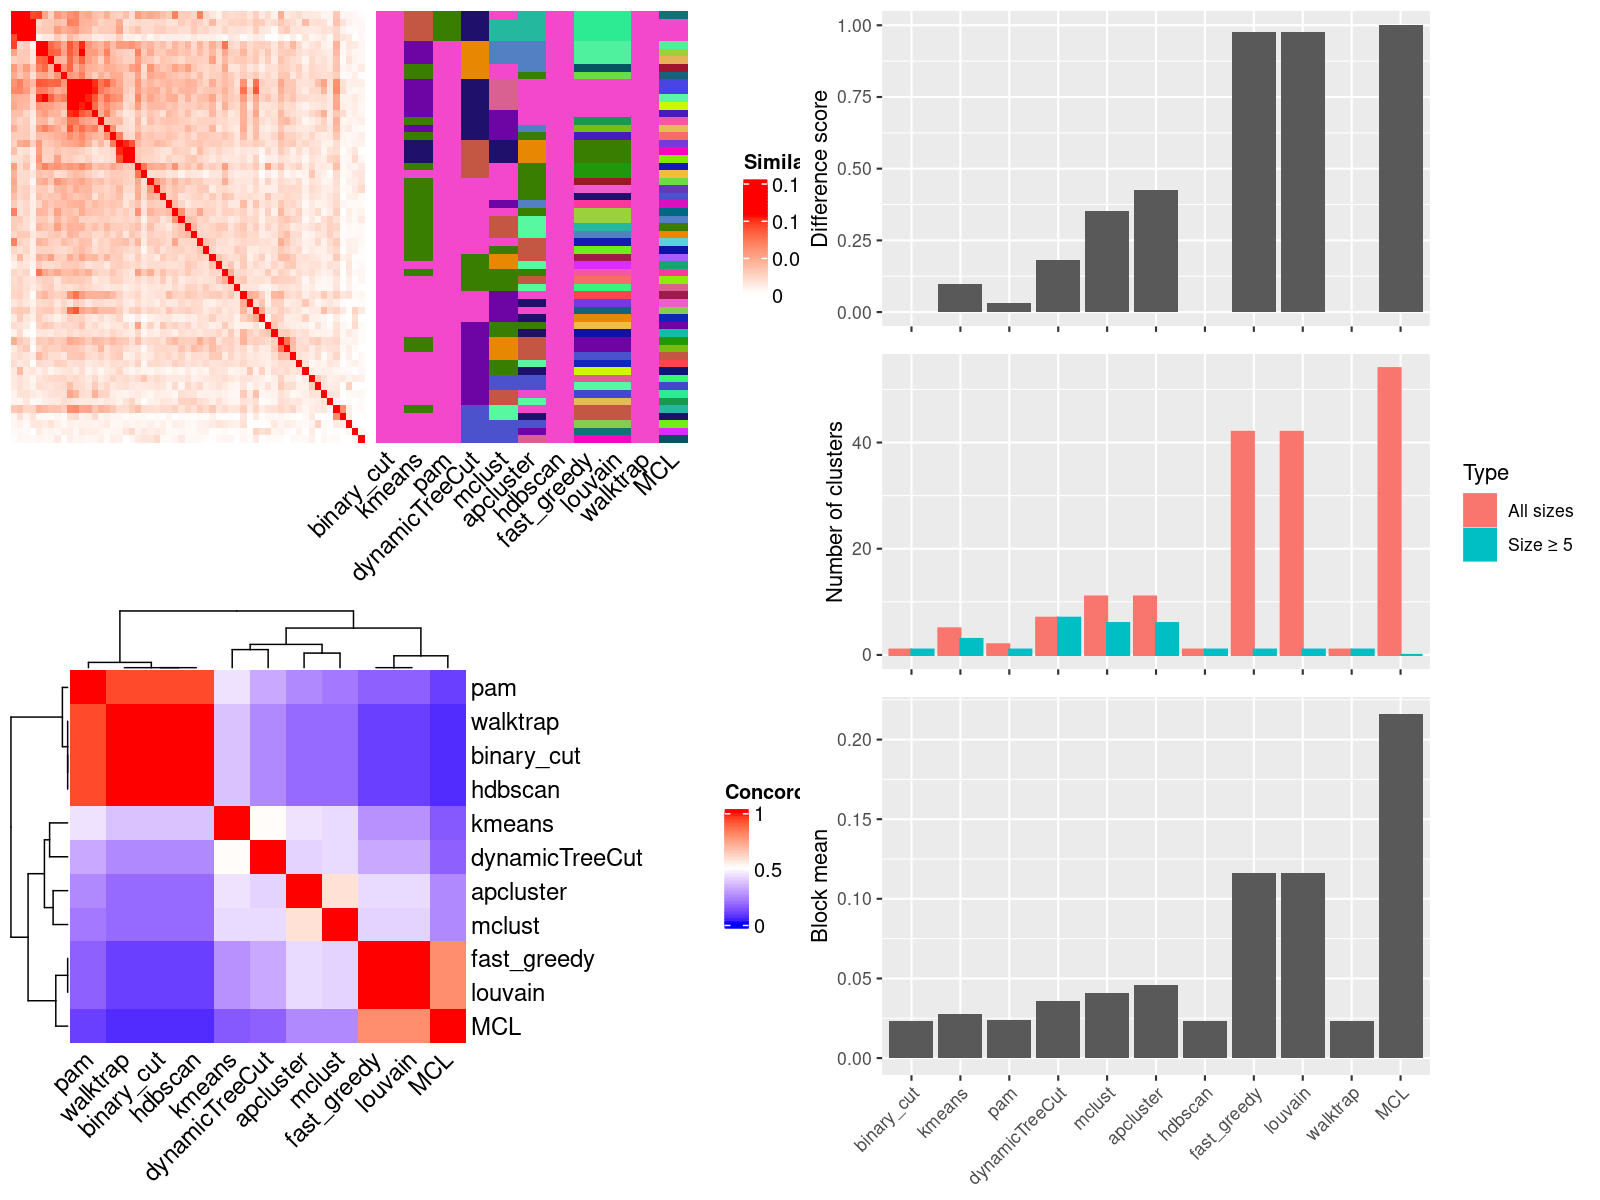 Simila
0.1
0.1
0.0
0
binary_cut
kmeans
pam
dynamicTreeCut
mclust
apcluster
hdbscan
fast_greedy
louvain
walktrap
MCL
pam
walktrap
binary_cut
hdbscan
kmeans
dynamicTreeCut
apcluster
mclust
fast_greedy
louvain
MCL
pam
walktrap
binary_cut
hdbscan
kmeans
dynamicTreeCut
apcluster
mclust
fast_greedy
louvain
MCL
Concord
1
0.5
0
Difference score
1.00
0.75
0.50
0.25
0.00
Number of clusters
40
20
0
Type
All sizes
Size ≥ 5
Block mean
0.20
0.15
0.10
0.05
0.00
binary_cut
kmeans
pam
dynamicTreeCut
mclust
apcluster
hdbscan
fast_greedy
louvain
walktrap
MCL